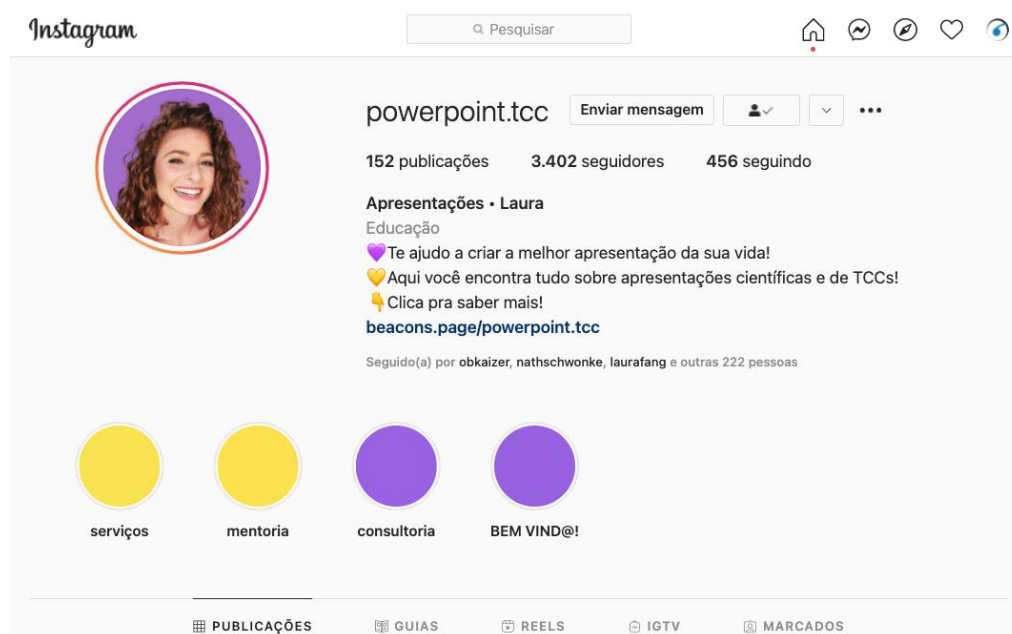 Instagram
Pesquisar
powerpoint.tcc Enviar mensagem
152 publicações 3.402 seguidores 456 seguindo
Apresentações • Laura
Educação
💜Te ajudo a criar a melhor apresentação da sua vida!
💛Aqui você encontra tudo sobre apresentações científicas e de TCCs!
👇Clica pra saber mais!
beacons.page/powerpoint.tcc
Seguido(a) por obkaizer, nathschwonke, laurafang e outras 222 pessoas
serviços mentoria consultoria BEM VIND@!
PUBLICAÇÕES GUIAS REELS IGTV MARCADOS